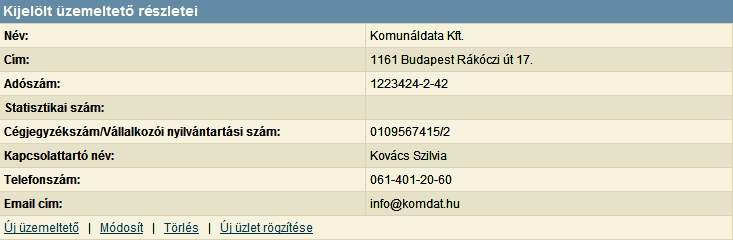 Kijelölt üzemeltető részletei
Név: Komunáldata Kft.
Cím: 1161 Budapest Rákóczi út 17.
Adószám: 1223424-2-42
Statisztikai szám:
Cégjegyzékszám/Vállalkozói nyilvántartási szám: 0109567415/2
Kapcsolattartó név: Kovács Szilvia
Telefonszám: 061-401-20-60
Email cím: info@komdat.hu
Új üzemeltető | Módosít | Törlés | Új üzlet rögzítése